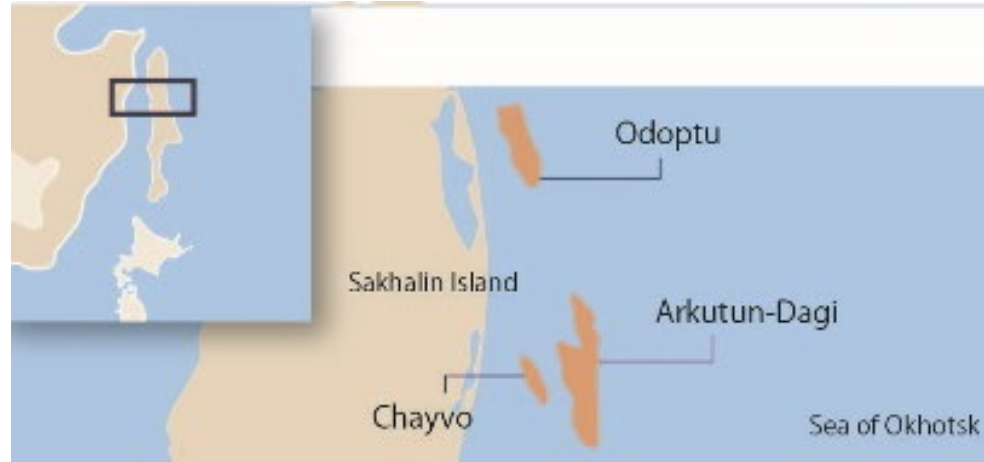 Odoptu
Sakhalin Island
Arkutun-Dagi
Chayvo
Sea of Okhotsk